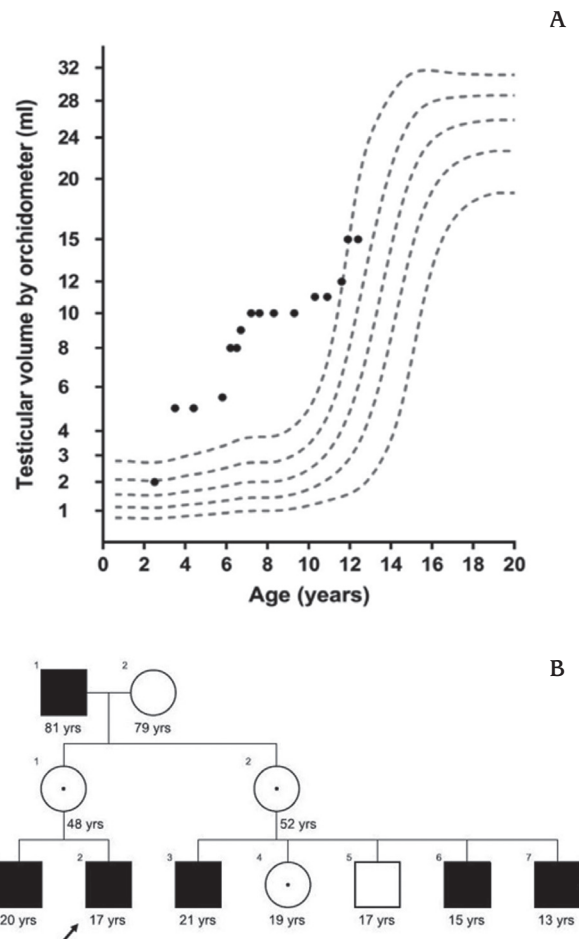 A
Testicular volume by orchidometer (ml)
32
28
24
20
15
12
10
8
6
4
3
2
1
0 2 4 6 8 10 12 14 16 18 20
Age (years)
B
1 2
81 yrs 79 yrs
1 2
48 yrs 52 yrs
2 3 4 5 6 7
20 yrs 17 yrs 21 yrs 19 yrs 17 yrs 15 yrs 13 yrs